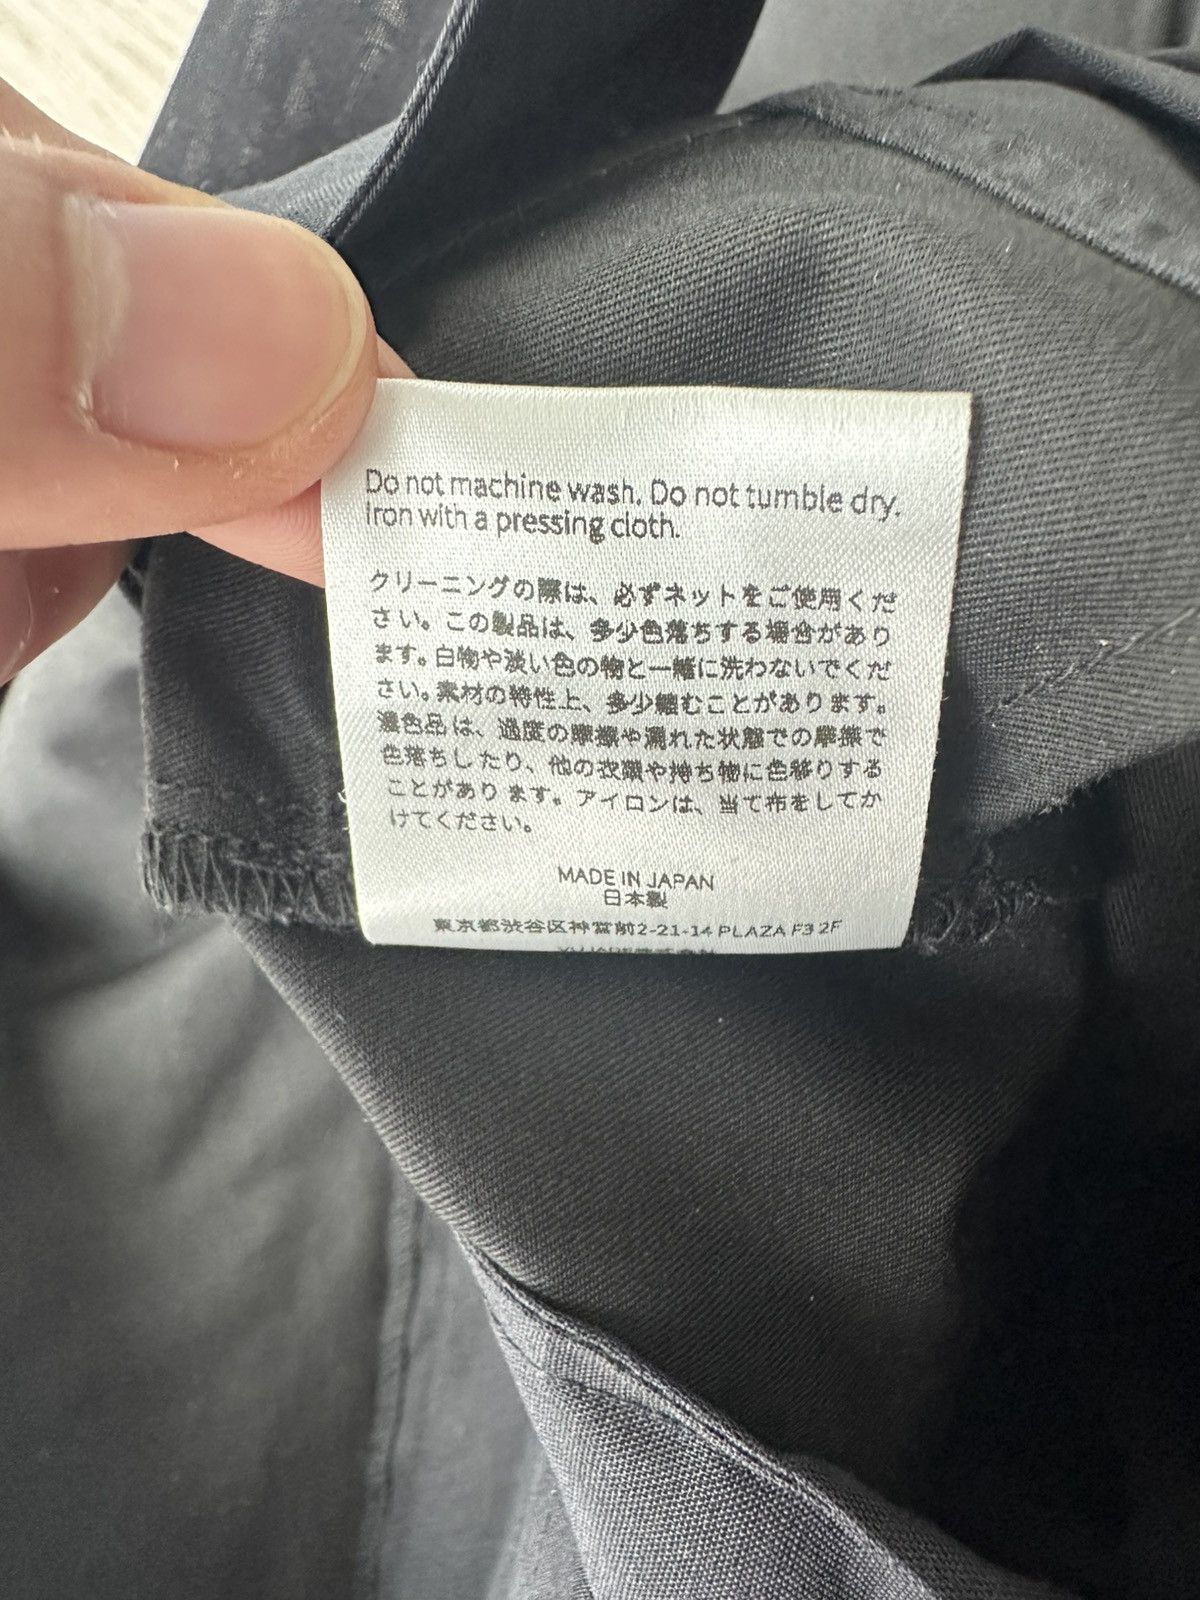 Do not machine wash. Do not tumble dry.
Iron with a pressing cloth.
クリーニングの際は、必ずネットをご使用くだ
さい。この製品は、多少色落ちする場合があり
ます。白物や淡い色の物と一緒に洗わないでくだ
さい。素材の特性上、多少縮むことがあります。
濃色品は、過度の摩擦や濡れた状態での摩擦で
色落ちしたり、他の衣類や持ち物に色移りする
ことがあります。アイロンは、当て布をしてか
けてください。
MADE IN JAPAN
日本製
東京都渋谷区神宮前2-21-14 PLAZA F3 2F